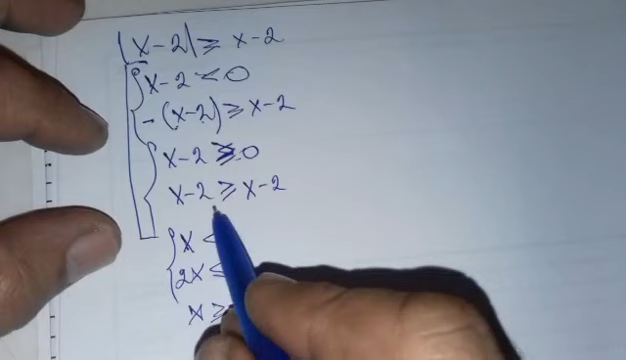 |x-2| ≥ x-2
x-2 < 0
-(x-2) ≥ x-2
x-2 ≥ 0
x-2 ≥ x-2
x <
2x ≤
x ≥